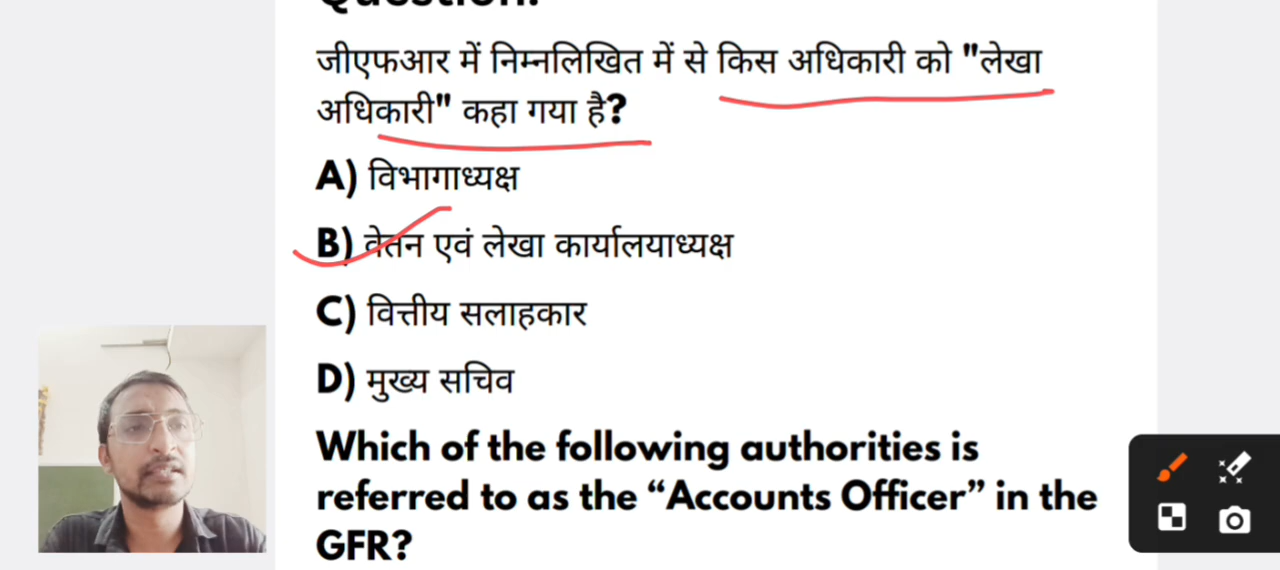 Question:
जीएफआर में निम्नलिखित में से किस अधिकारी को "लेखा
अधिकारी" कहा गया है?
A) विभागाध्यक्ष
B) वेतन एवं लेखा कार्यालयाध्यक्ष
C) वित्तीय सलाहकार
D) मुख्य सचिव
Which of the following authorities is
referred to as the “Accounts Officer” in the
GFR?